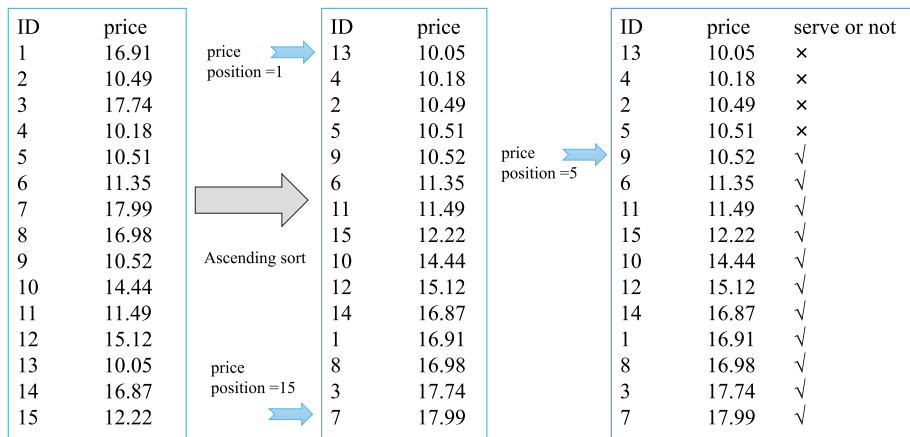 ID price
1 16.91
2 10.49
3 17.74
4 10.18
5 10.51
6 11.35
7 17.99
8 16.98
9 10.52
10 14.44
11 11.49
12 15.12
13 10.05
14 16.87
15 12.22
price
position =1
Ascending sort
price
position =15
ID price
13 10.05
4 10.18
2 10.49
5 10.51
9 10.52
6 11.35
11 11.49
15 12.22
10 14.44
12 15.12
14 16.87
1 16.91
8 16.98
3 17.74
7 17.99
price
position =5
ID price serve or not
13 10.05 ×
4 10.18 ×
2 10.49 ×
5 10.51 ×
9 10.52 √
6 11.35 √
11 11.49 √
15 12.22 √
10 14.44 √
12 15.12 √
14 16.87 √
1 16.91 √
8 16.98 √
3 17.74 √
7 17.99 √